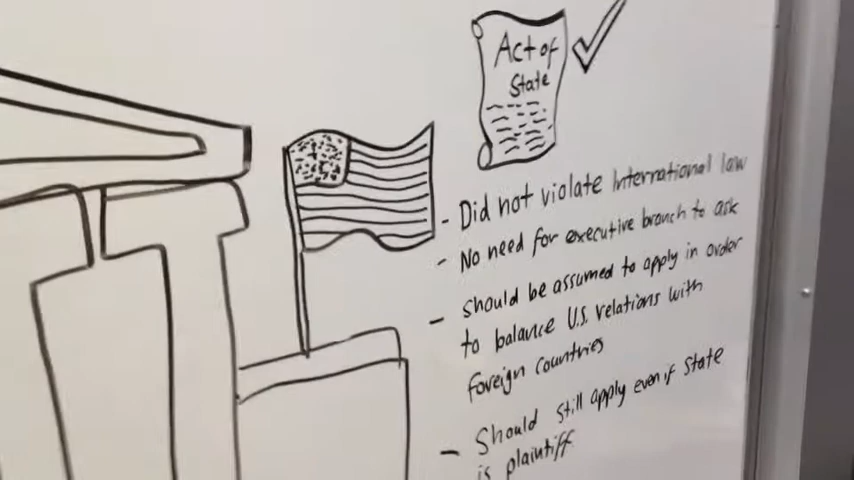 Act of
State
- Did not violate International law
- No need for executive branch to ask
- should be assumed to apply in order
to balance U.S. relations with
foreign countries
- Should still apply even if state
is plaintiff